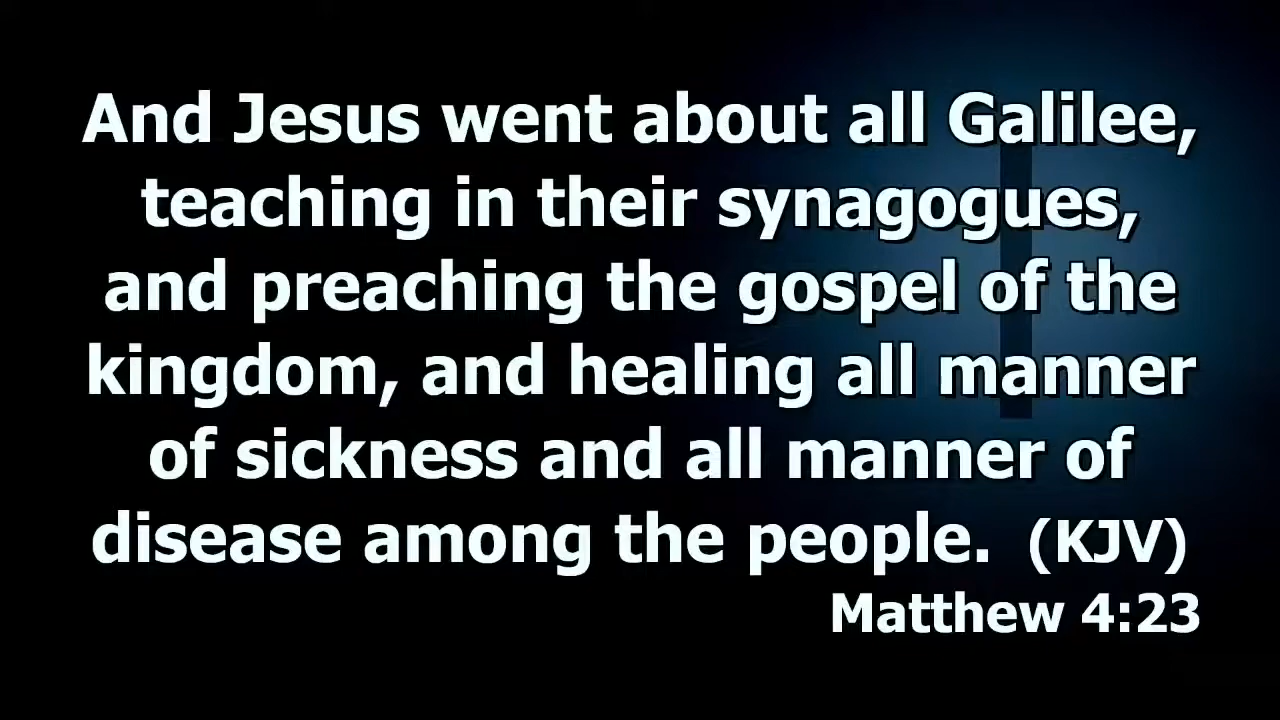 And Jesus went about all Galilee,
teaching in their synagogues,
and preaching the gospel of the
kingdom, and healing all manner
of sickness and all manner of
disease among the people. (KJV)
Matthew 4:23